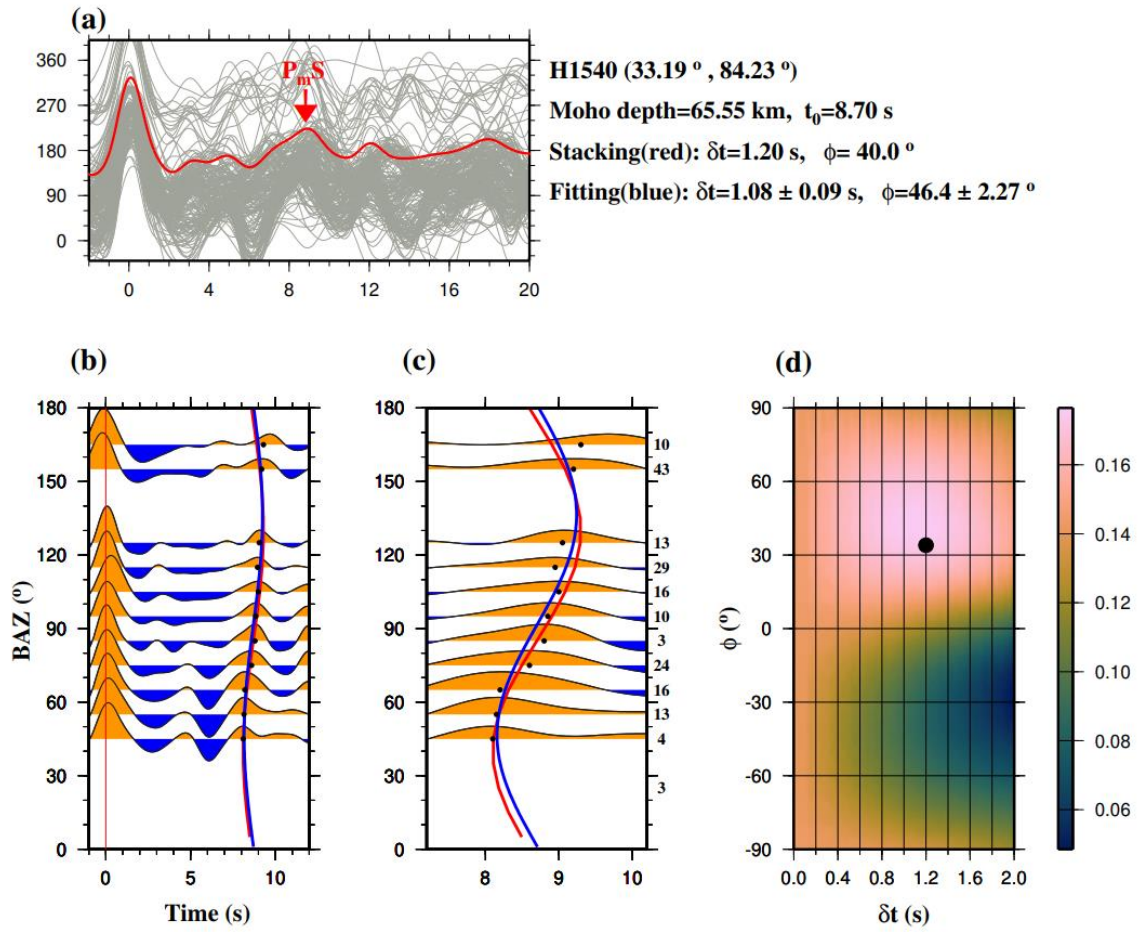 (a)
360
270
180
90
0
0 4 8 12 16 20
PmS
H1540 (33.19 º , 84.23 º)
Moho depth=65.55 km, t0=8.70 s
Stacking(red): δt=1.20 s, ϕ= 40.0 º
Fitting(blue): δt=1.08 ± 0.09 s, ϕ=46.4 ± 2.27 º
(b)
180
150
120
90
60
30
0
BAZ (º)
0 5 10
Time (s)
(c)
180
150
120
90
60
30
0
10
43
13
29
16
10
3
24
16
13
4
3
8 9 10
(d)
90
60
30
0
-30
-60
-90
ϕ (º)
0.0 0.4 0.8 1.2 1.6 2.0
δt (s)
0.16
0.14
0.12
0.10
0.08
0.06